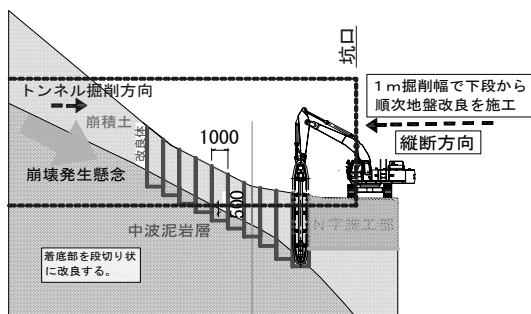 坑口
トンネル掘削方向
１ｍ掘削幅で下段から
順次地盤改良を施工
縦断方向
崩積土
改良体
1000
崩壊発生懸念
500
中波泥岩層
Ｎ字施工部
着底部を段切り状
に改良する。